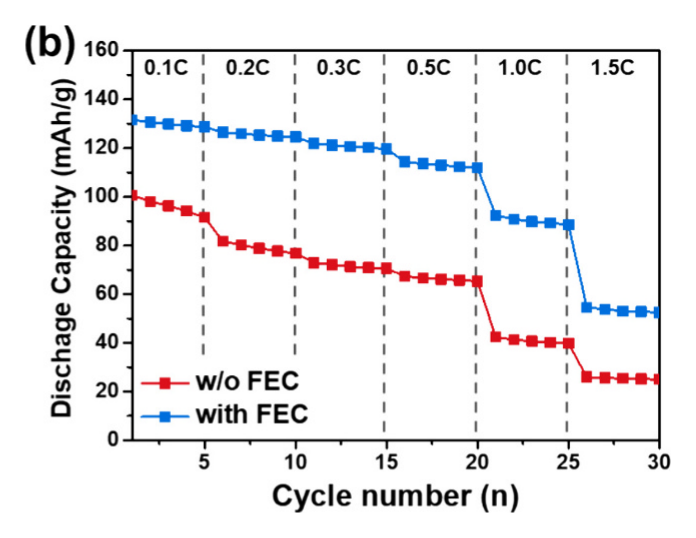 (b)
160
140
120
100
80
60
40
20
0
Dischage Capacity (mAh/g)
0.1C 0.2C 0.3C 0.5C 1.0C 1.5C
w/o FEC
with FEC
5 10 15 20 25 30
Cycle number (n)